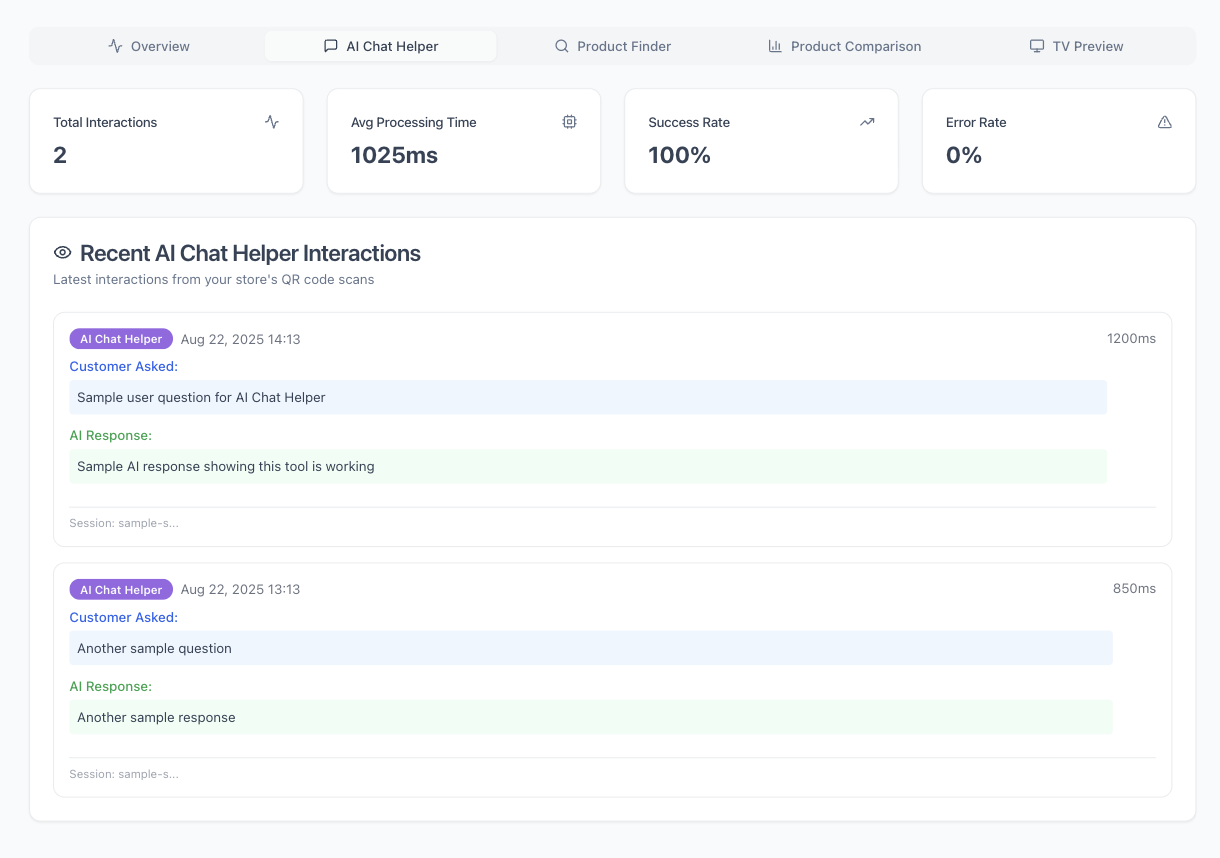 Overview
AI Chat Helper
Product Finder
Product Comparison
TV Preview
Total Interactions
2
Avg Processing Time
1025ms
Success Rate
100%
Error Rate
0%
Recent AI Chat Helper Interactions
Latest interactions from your store's QR code scans
AI Chat Helper Aug 22, 2025 14:13 1200ms
Customer Asked:
Sample user question for AI Chat Helper
AI Response:
Sample AI response showing this tool is working
Session: sample-s...
AI Chat Helper Aug 22, 2025 13:13 850ms
Customer Asked:
Another sample question
AI Response:
Another sample response
Session: sample-s...